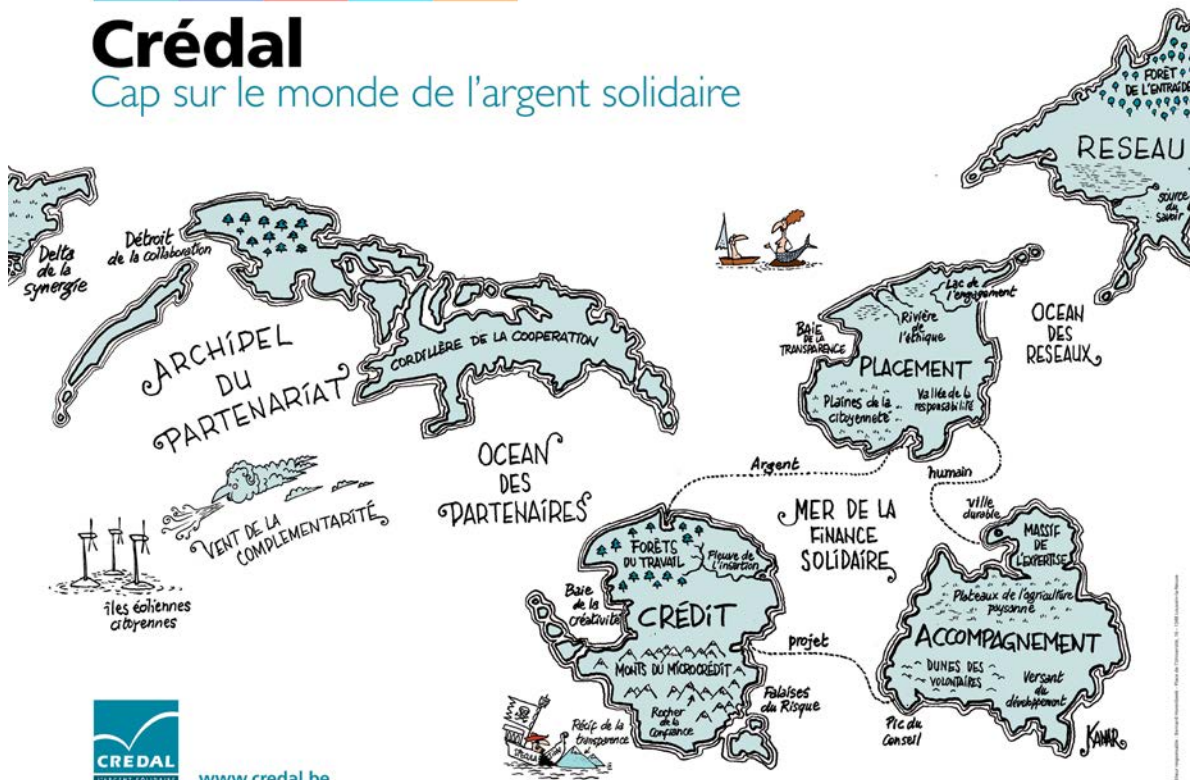 Crédal
Cap sur le monde de l'argent solidaire
FORÊT
DE L'ENTRAIDE
RESEAU
source
du
savoir
Delta
de la
synergie
Détroit
de la collaboration
ARCHIPEL
DU
PARTENARIAT
CORDILLÈRE DE LA COOPERATION
Lac de
l'engagement
Rivière
de
l'éthique
BAIE
DE LA
TRANSPARENCE
PLACEMENT
Plaines de la
citoyenneté
Vallée de la
responsabilité
OCEAN
DES
RESEAUX
OCEAN
DES
PARTENAIRES
VENT DE LA
COMPLEMENTARITÉ
îles éoliennes
citoyennes
Argent
humain
MER DE LA
FINANCE
SOLIDAIRE
ville
durable
MASSIF
DE
L'EXPERTISE
FORÊTS
DU TRAVAIL
Fleuve de
l'insertion
Baie
de la
créativité
CRÉDIT
MONTS DU MICROCRÉDIT
Rocher
de la
Confiance
Falaises
du Risque
Récif de la
transparence
projet
Plateaux de l'agriculture
paysanne
ACCOMPAGNEMENT
DUNES DES
VOLONTAIRES
Versant
du
développement
Pic du
Conseil
KANAR
CREDAL
www.credal.be